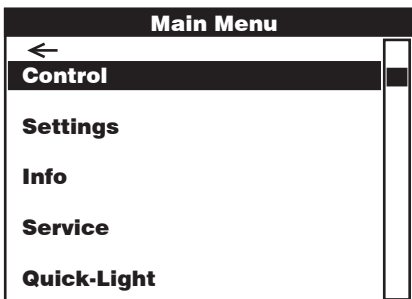 Main Menu
Control
Settings
Info
Service
Quick-Light